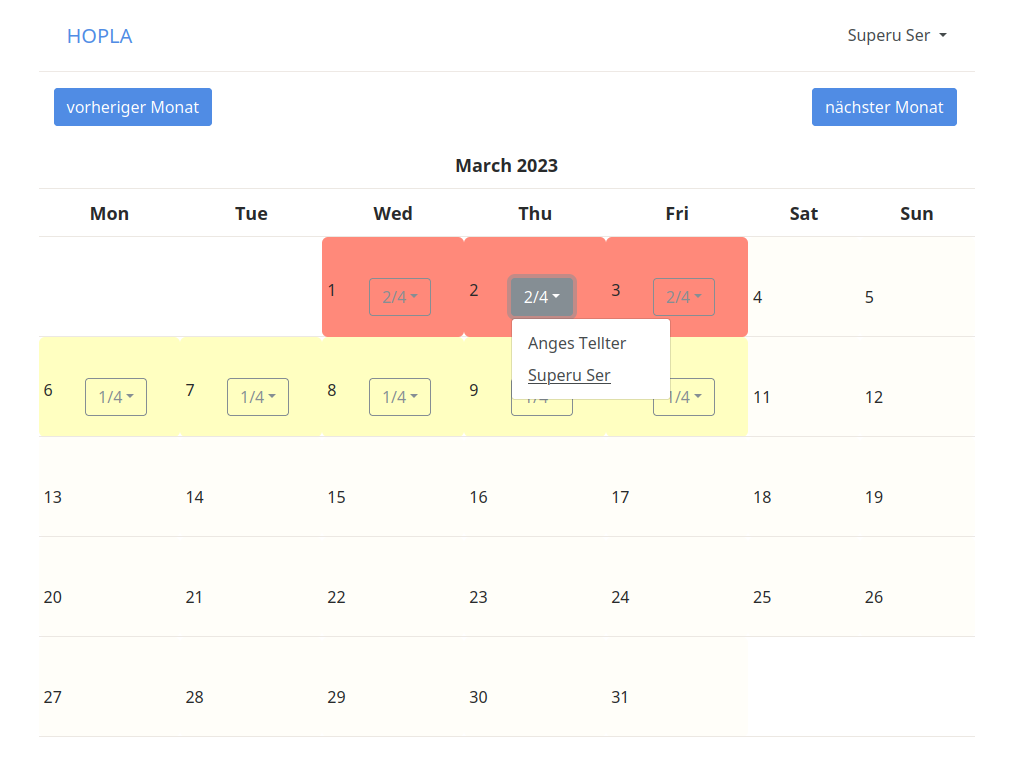 HOPLA Superu Ser
vorheriger Monat nächster Monat
March 2023
Mon Tue Wed Thu Fri Sat Sun
1 2/4 2 2/4 3 2/4 4 5
Anges Tellter
Superu Ser
6 1/4 7 1/4 8 1/4 9 1/4 1/4 11 12
13 14 15 16 17 18 19
20 21 22 23 24 25 26
27 28 29 30 31